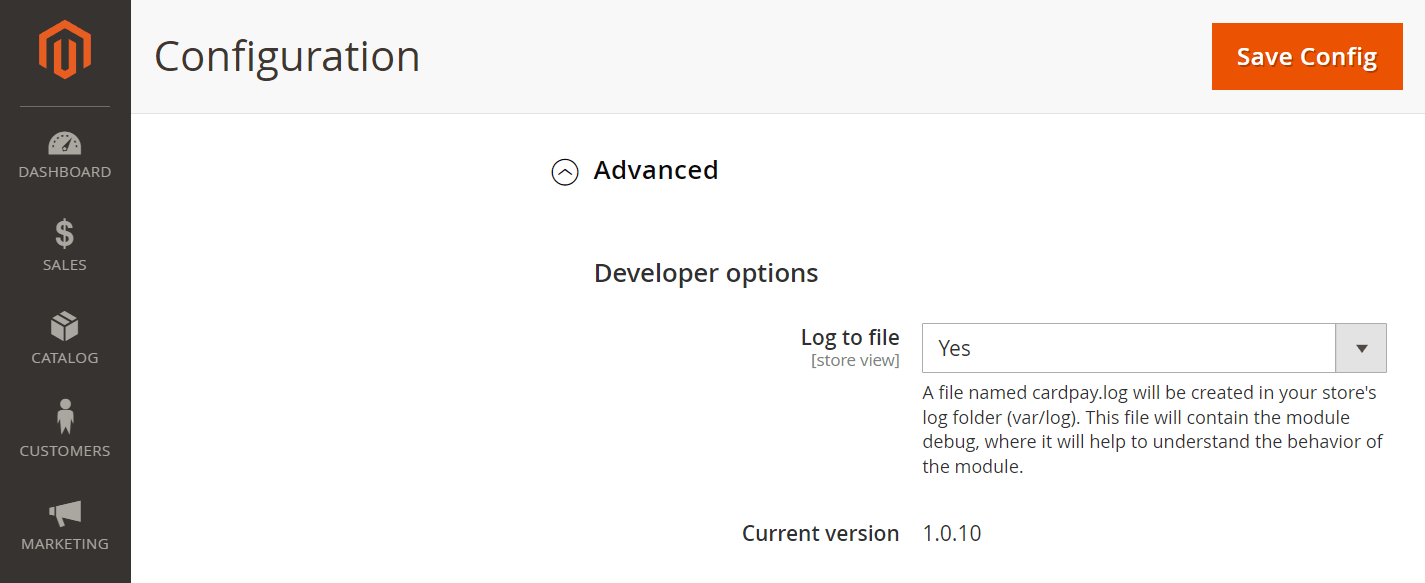 Configuration
Save Config
DASHBOARD
SALES
CATALOG
CUSTOMERS
MARKETING
Advanced
Developer options
Log to file
[store view]
Yes
A file named cardpay.log will be created in your store's
log folder (var/log). This file will contain the module
debug, where it will help to understand the behavior of
the module.
Current version 1.0.10